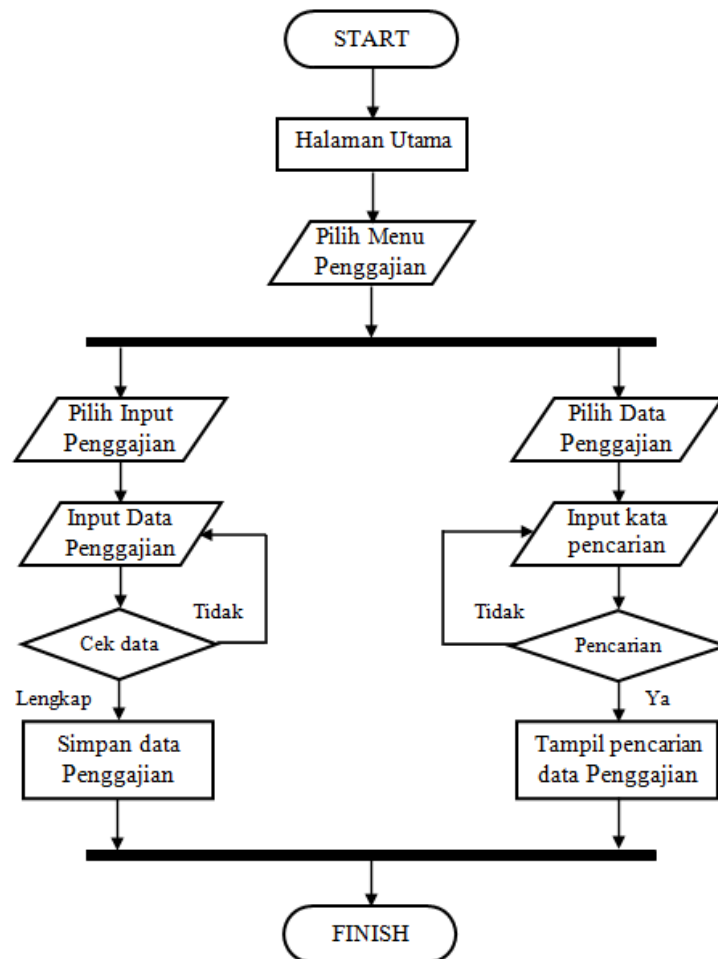 START
Halaman Utama
Pilih Menu
Penggajian
Pilih Input
Penggajian
Pilih Data
Penggajian
Input Data
Penggajian
Input kata
pencarian
Tidak
Tidak
Cek data
Pencarian
Lengkap
Ya
Simpan data
Penggajian
Tampil pencarian
data Penggajian
FINISH